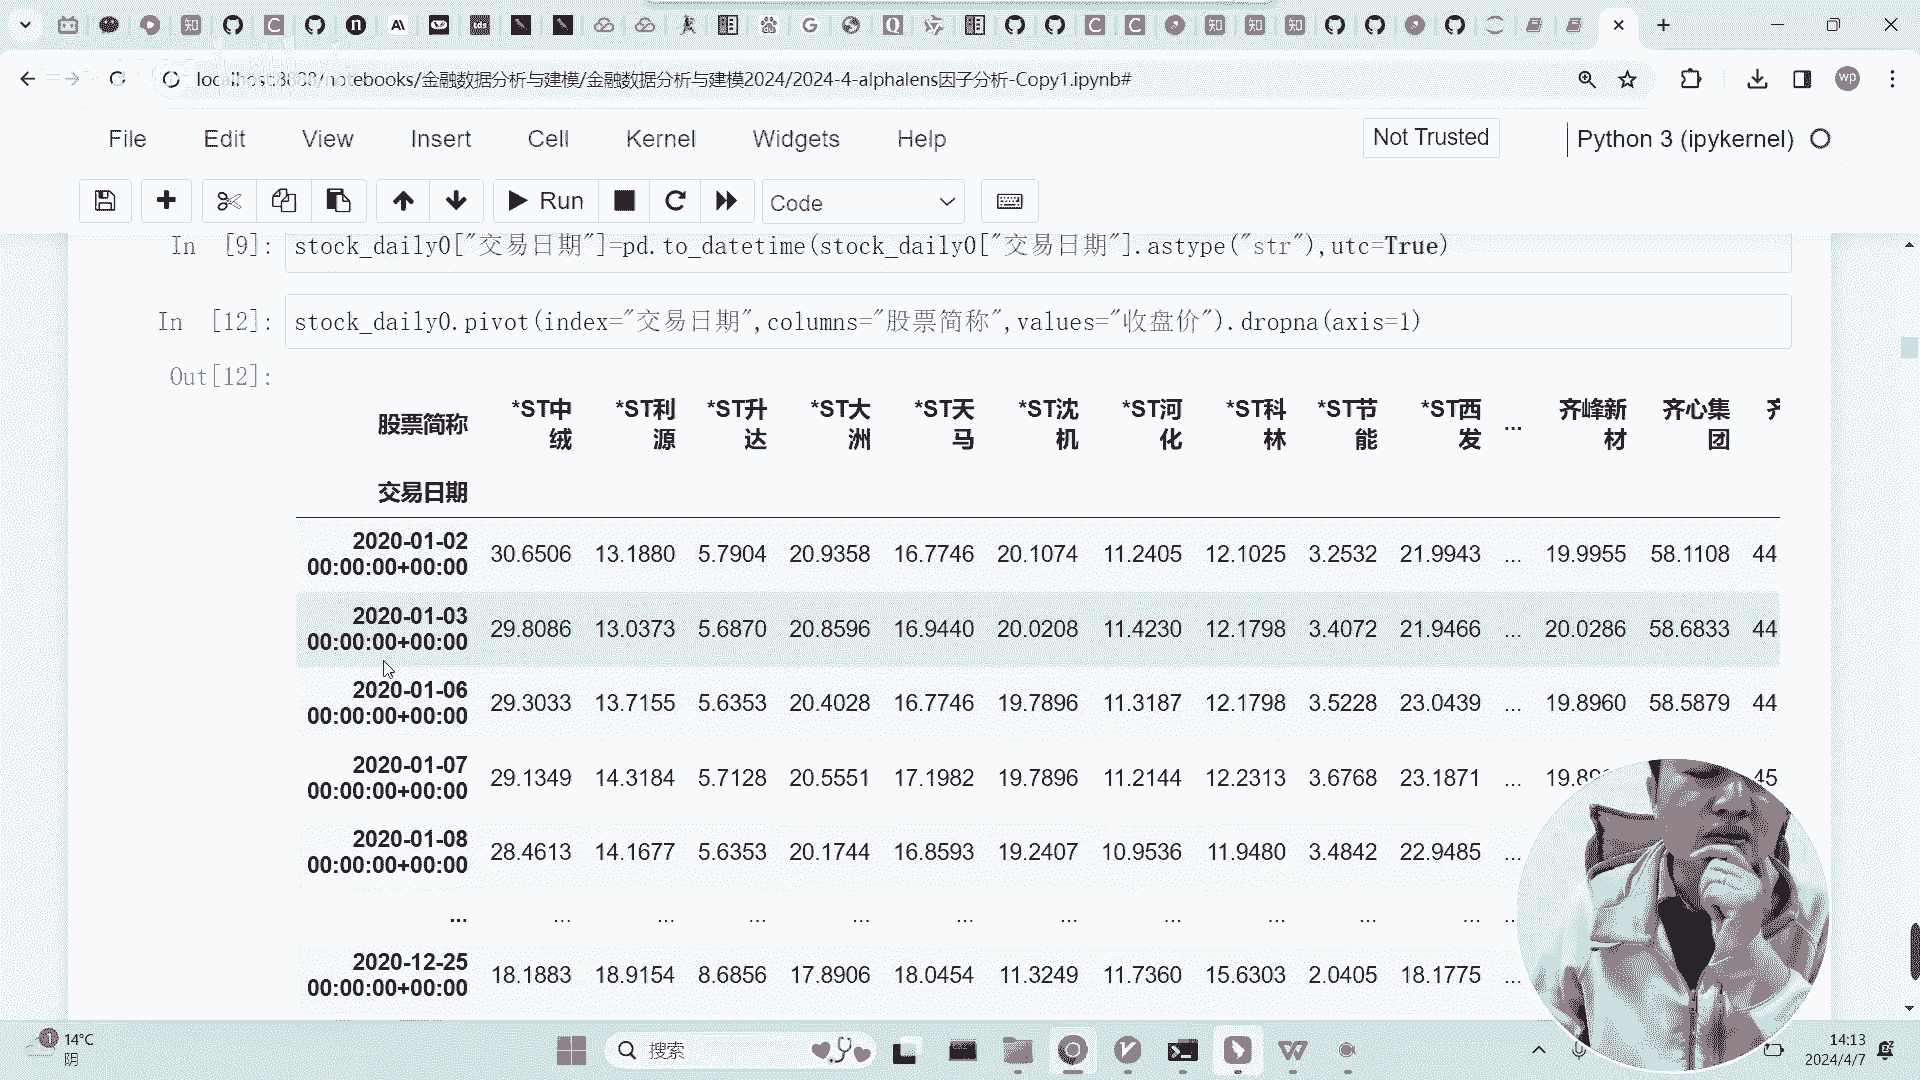 localhost:8888/notebooks/金融数据分析与建模/金融数据分析与建模2024/2024-4-alphalens因子分析-Copy1.ipynb#
wp
File Edit View Insert Cell Kernel Widgets Help
Not Trusted
Python 3 (ipykernel)
Run
Code
In [9]: stock_daily0["交易日期"]=pd.to_datetime(stock_daily0["交易日期"].astype("str"),utc=True)
In [12]: stock_daily0.pivot(index="交易日期",columns="股票简称",values="收盘价").dropna(axis=1)
Out[12]:
股票简称 *ST中绒 *ST利源 *ST升达 *ST大洲 *ST天马 *ST沈机 *ST河化 *ST科林 *ST节能 *ST西发 ... 齐峰新材 齐心集团
交易日期
2020-01-02 00:00:00+00:00 30.6506 13.1880 5.7904 20.9358 16.7746 20.1074 11.2405 12.1025 3.2532 21.9943 ... 19.9955 58.1108 44
2020-01-03 00:00:00+00:00 29.8086 13.0373 5.6870 20.8596 16.9440 20.0208 11.4230 12.1798 3.4072 21.9466 ... 20.0286 58.6833 44
2020-01-06 00:00:00+00:00 29.3033 13.7155 5.6353 20.4028 16.7746 19.7896 11.3187 12.1798 3.5228 23.0439 ... 19.8960 58.5879 44
2020-01-07 00:00:00+00:00 29.1349 14.3184 5.7128 20.5551 17.1982 19.7896 11.2144 12.2313 3.6768 23.1871 ... 45
2020-01-08 00:00:00+00:00 28.4613 14.1677 5.6353 20.1744 16.8593 19.2407 10.9536 11.9480 3.4842 22.9485 ...
... ... ... ... ... ... ... ... ... ... ... ...
2020-12-25 00:00:00+00:00 18.1883 18.9154 8.6856 17.8906 18.0454 11.3249 11.7360 15.6303 2.0405 18.1775 ...
1
14°C
阴
搜索
14:13
2024/4/7